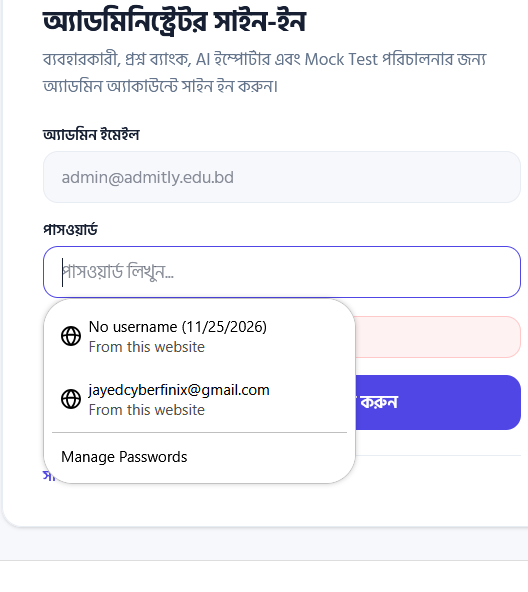 অ্যাডমিনিস্ট্রেটর সাইন-ইন
ব্যবহারকারী, প্রশ্ন ব্যাংক, AI ইম্পোর্টার এবং Mock Test পরিচালনার জন্য
অ্যাডমিন অ্যাকাউন্টে সাইন ইন করুন।
অ্যাডমিন ইমেইল
admin@admitly.edu.bd
পাসওয়ার্ড
পাসওয়ার্ড লিখুন...
No username (11/25/2026)
From this website
jayedcyberfinix@gmail.com
From this website
করুন
Manage Passwords